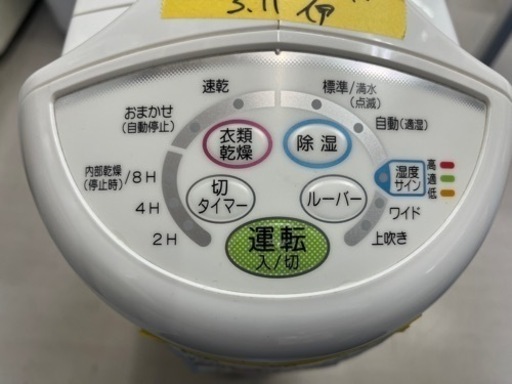 3.11 伊
速乾
標準/満水
(点滅)
おまかせ
(自動停止)
自動(適湿)
衣類
乾燥
除湿
内部乾燥
(停止時)/8H
切
タイマー
ルーバー
湿度
サイン
高
適
低
4H
ワイド
2H
運転
入/切
上吹き